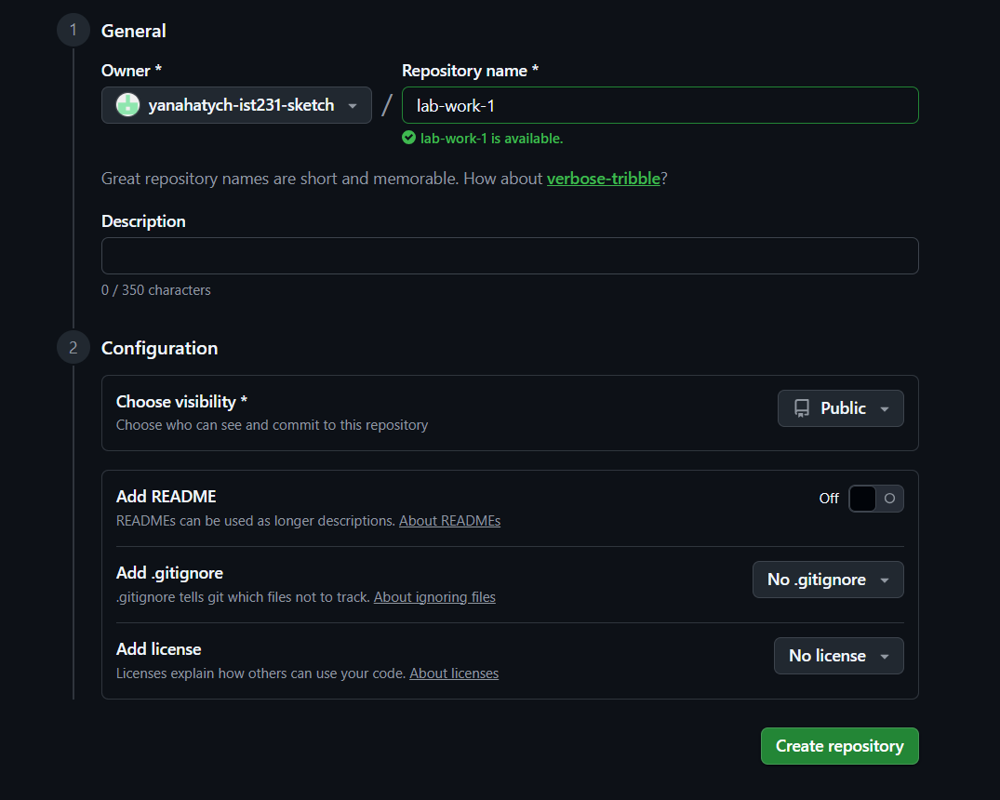 1
General
Owner *
Repository name *
yanahatych-ist231-sketch
/
lab-work-1
lab-work-1 is available.
Great repository names are short and memorable. How about verbose-tribble?
Description
0 / 350 characters
2
Configuration
Choose visibility *
Choose who can see and commit to this repository
Public
Add README
READMEs can be used as longer descriptions. About READMEs
Off
Add .gitignore
.gitignore tells git which files not to track. About ignoring files
No .gitignore
Add license
Licenses explain how others can use your code. About licenses
No license
Create repository